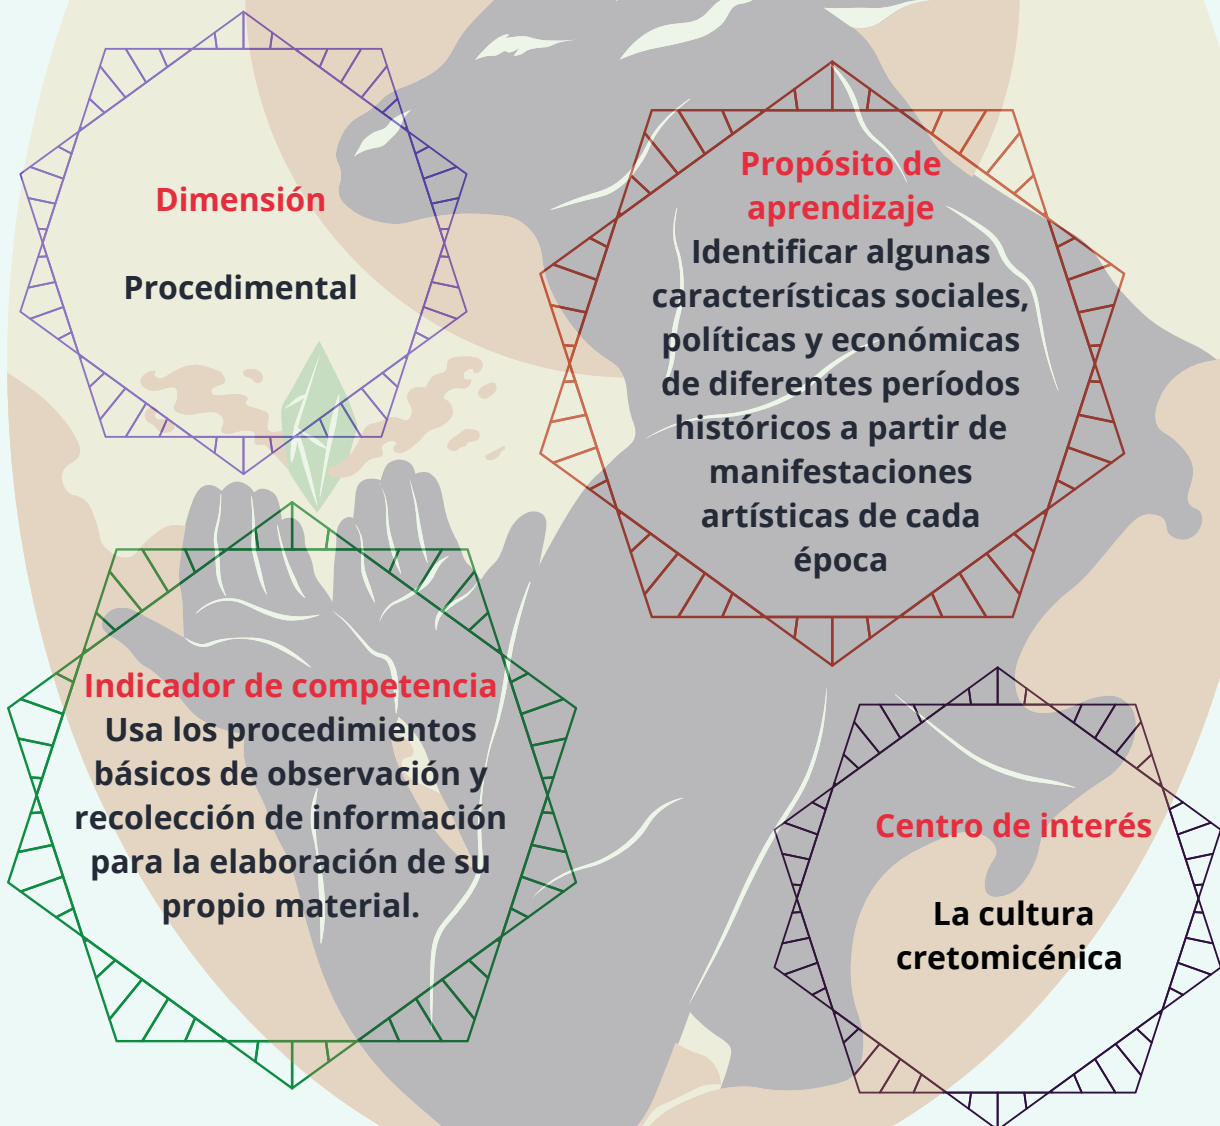 Dimensión
Procedimental
Propósito de
aprendizaje
Identificar algunas
características sociales,
políticas y económicas
de diferentes períodos
históricos a partir de
manifestaciones
artísticas de cada
época
Indicador de competencia
Usa los procedimientos
básicos de observación y
recolección de información
para la elaboración de su
propio material.
Centro de interés
La cultura
cretomicénica